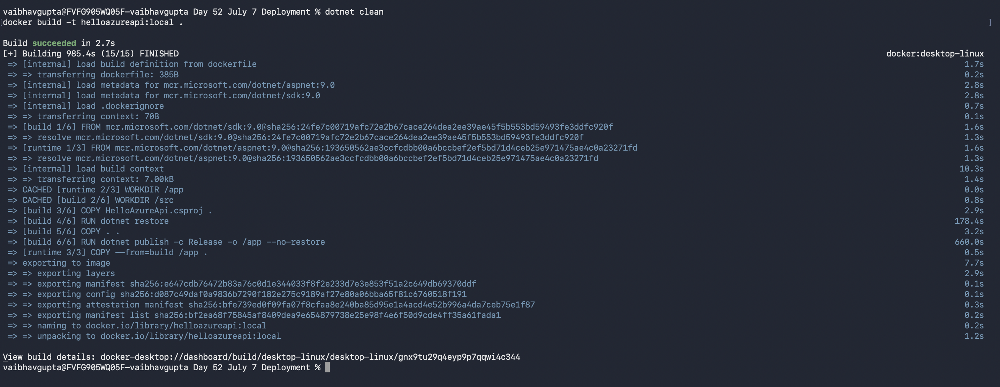 vaibhavgupta@FVFG905WQ05F-vaibhavgupta Day 52 July 7 Deployment % dotnet clean
[docker build -t helloazureapi:local . ]
Build succeeded in 2.7s
[+] Building 985.4s (15/15) FINISHED docker:desktop-linux
=> [internal] load build definition from dockerfile 1.7s
=> => transferring dockerfile: 385B 0.2s
=> [internal] load metadata for mcr.microsoft.com/dotnet/aspnet:9.0 2.8s
=> [internal] load metadata for mcr.microsoft.com/dotnet/sdk:9.0 2.8s
=> [internal] load .dockerignore 0.7s
=> => transferring context: 70B 0.1s
=> [build 1/6] FROM mcr.microsoft.com/dotnet/sdk:9.0@sha256:24fe7c00719afc72e2b67cace264dea2ee39ae45f5b553bd59493fe3ddfc920f 1.6s
=> => resolve mcr.microsoft.com/dotnet/sdk:9.0@sha256:24fe7c00719afc72e2b67cace264dea2ee39ae45f5b553bd59493fe3ddfc920f 1.3s
=> [runtime 1/3] FROM mcr.microsoft.com/dotnet/aspnet:9.0@sha256:193650562ae3ccfcdbb00a6bccbef2ef5bd71d4ceb25e971475ae4c0a23271fd 1.6s
=> => resolve mcr.microsoft.com/dotnet/aspnet:9.0@sha256:193650562ae3ccfcdbb00a6bccbef2ef5bd71d4ceb25e971475ae4c0a23271fd 1.3s
=> [internal] load build context 10.3s
=> => transferring context: 7.00kB 1.4s
=> CACHED [runtime 2/3] WORKDIR /app 0.0s
=> CACHED [build 2/6] WORKDIR /src 0.8s
=> [build 3/6] COPY HelloAzureApi.csproj . 2.9s
=> [build 4/6] RUN dotnet restore 178.4s
=> [build 5/6] COPY . . 3.2s
=> [build 6/6] RUN dotnet publish -c Release -o /app --no-restore 660.0s
=> [runtime 3/3] COPY --from=build /app . 0.5s
=> exporting to image 7.7s
=> => exporting layers 2.9s
=> => exporting manifest sha256:e647cdb76472b83a76c0d1e344033f8f2e233d7e3e853f51a2c649db69370ddf 0.1s
=> => exporting config sha256:d087c49daf0a9836b7290f182e275c9189af27e80a06bba65f81c6760518f191 0.1s
=> => exporting attestation manifest sha256:bfe739ed0f09fa07f8cfaa8e240ba85d95e1a4acd4e52b996a4da7ceb75e1f87 0.3s
=> => exporting manifest list sha256:bf2ea68f75845af8409dea9e654879738e25e98f4e6f50d9cde4ff35a61fada1 0.2s
=> => naming to docker.io/library/helloazureapi:local 0.2s
=> => unpacking to docker.io/library/helloazureapi:local 1.2s
View build details: docker-desktop://dashboard/build/desktop-linux/desktop-linux/gnx9tu29q4eyp9p7qqwi4c344
vaibhavgupta@FVFG905WQ05F-vaibhavgupta Day 52 July 7 Deployment %